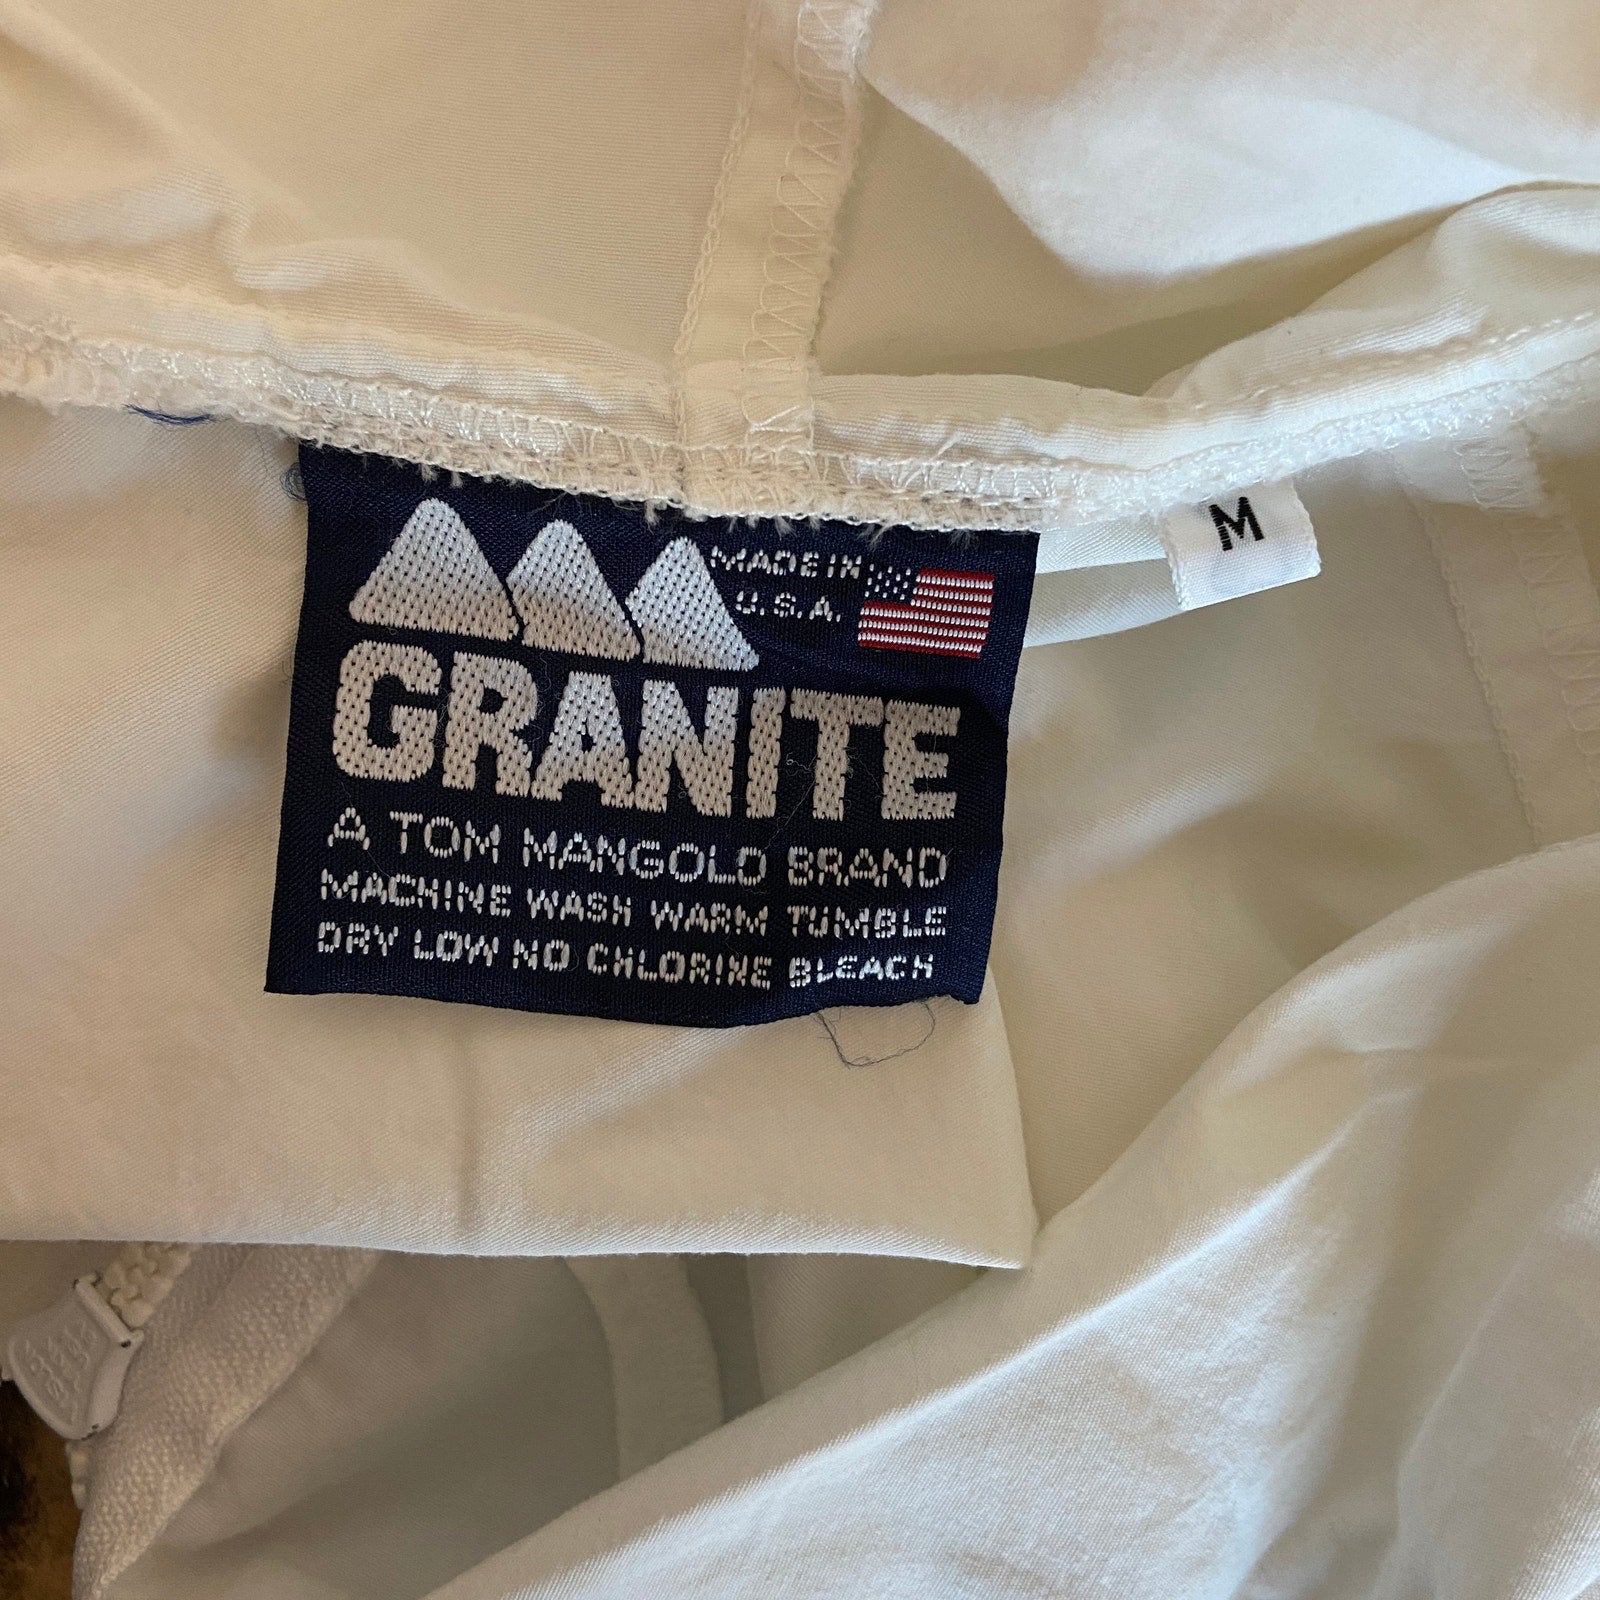 MADE IN
U.S.A.
M
GRANITE
A TOM MANGOLD BRAND
MACHINE WASH WARM TUMBLE
DRY LOW NO CHLORINE BLEACH